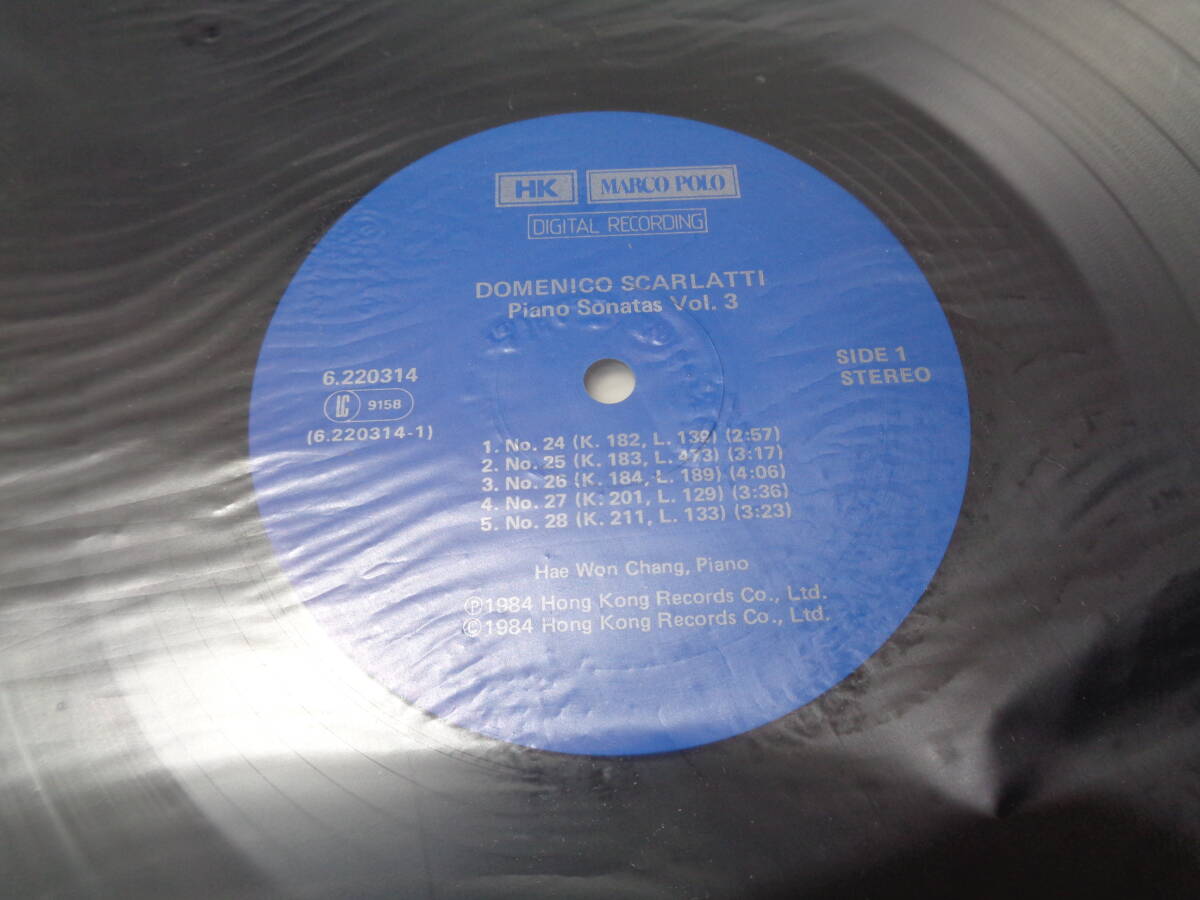 HK MARCO POLO
DIGITAL RECORDING
DOMENICO SCARLATTI
Piano Sonatas Vol. 3
6.220314
LC 9158
(6.220314-1)
SIDE 1
STEREO
1. No. 24 (K. 182, L. 139) (2:57)
2. No. 25 (K. 183, L. 473) (3:17)
3. No. 26 (K. 184, L. 189) (4:06)
4. No. 27 (K. 201, L. 129) (3:36)
5. No. 28 (K. 211, L. 133) (3:23)
Hae Won Chang, Piano
℗1984 Hong Kong Records Co., Ltd.
©1984 Hong Kong Records Co., Ltd.